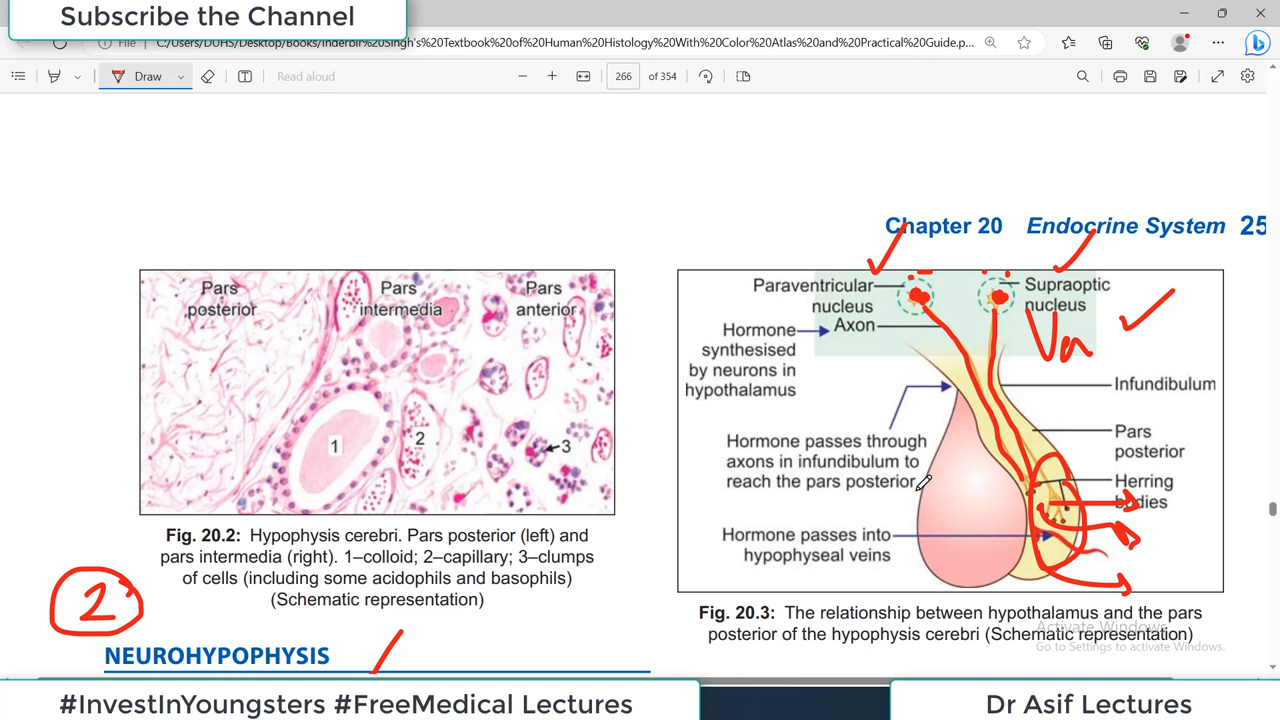 Subscribe the Channel
File
C:/Users/DUHS/Desktop/Books/Inderbir%20Singh's%20Textbook%20of%20Human%20Histology%20With%20Color%20Atlas%20and%20Practical%20Guide.p...
Draw
Read aloud
266
of 354
Chapter 20 Endocrine System 25
Pars posterior
Pars intermedia
Pars anterior
1
2
3
Fig. 20.2: Hypophysis cerebri. Pars posterior (left) and
pars intermedia (right). 1–colloid; 2–capillary; 3–clumps
of cells (including some acidophils and basophils)
(Schematic representation)
2
NEUROHYPOPHYSIS
Paraventricular
nucleus
Axon
Supraoptic
nucleus
Hormone
synthesised
by neurons in
hypothalamus
Infundibulum
Hormone passes through
axons in infundibulum to
reach the pars posterior
Pars
posterior
Herring
bodies
Hormone passes into
hypophyseal veins
Fig. 20.3: The relationship between hypothalamus and the pars
posterior of the hypophysis cerebri (Schematic representation)
Activate Windows
Go to Settings to activate Windows.
#InvestInYoungsters #FreeMedical Lectures
Dr Asif Lectures